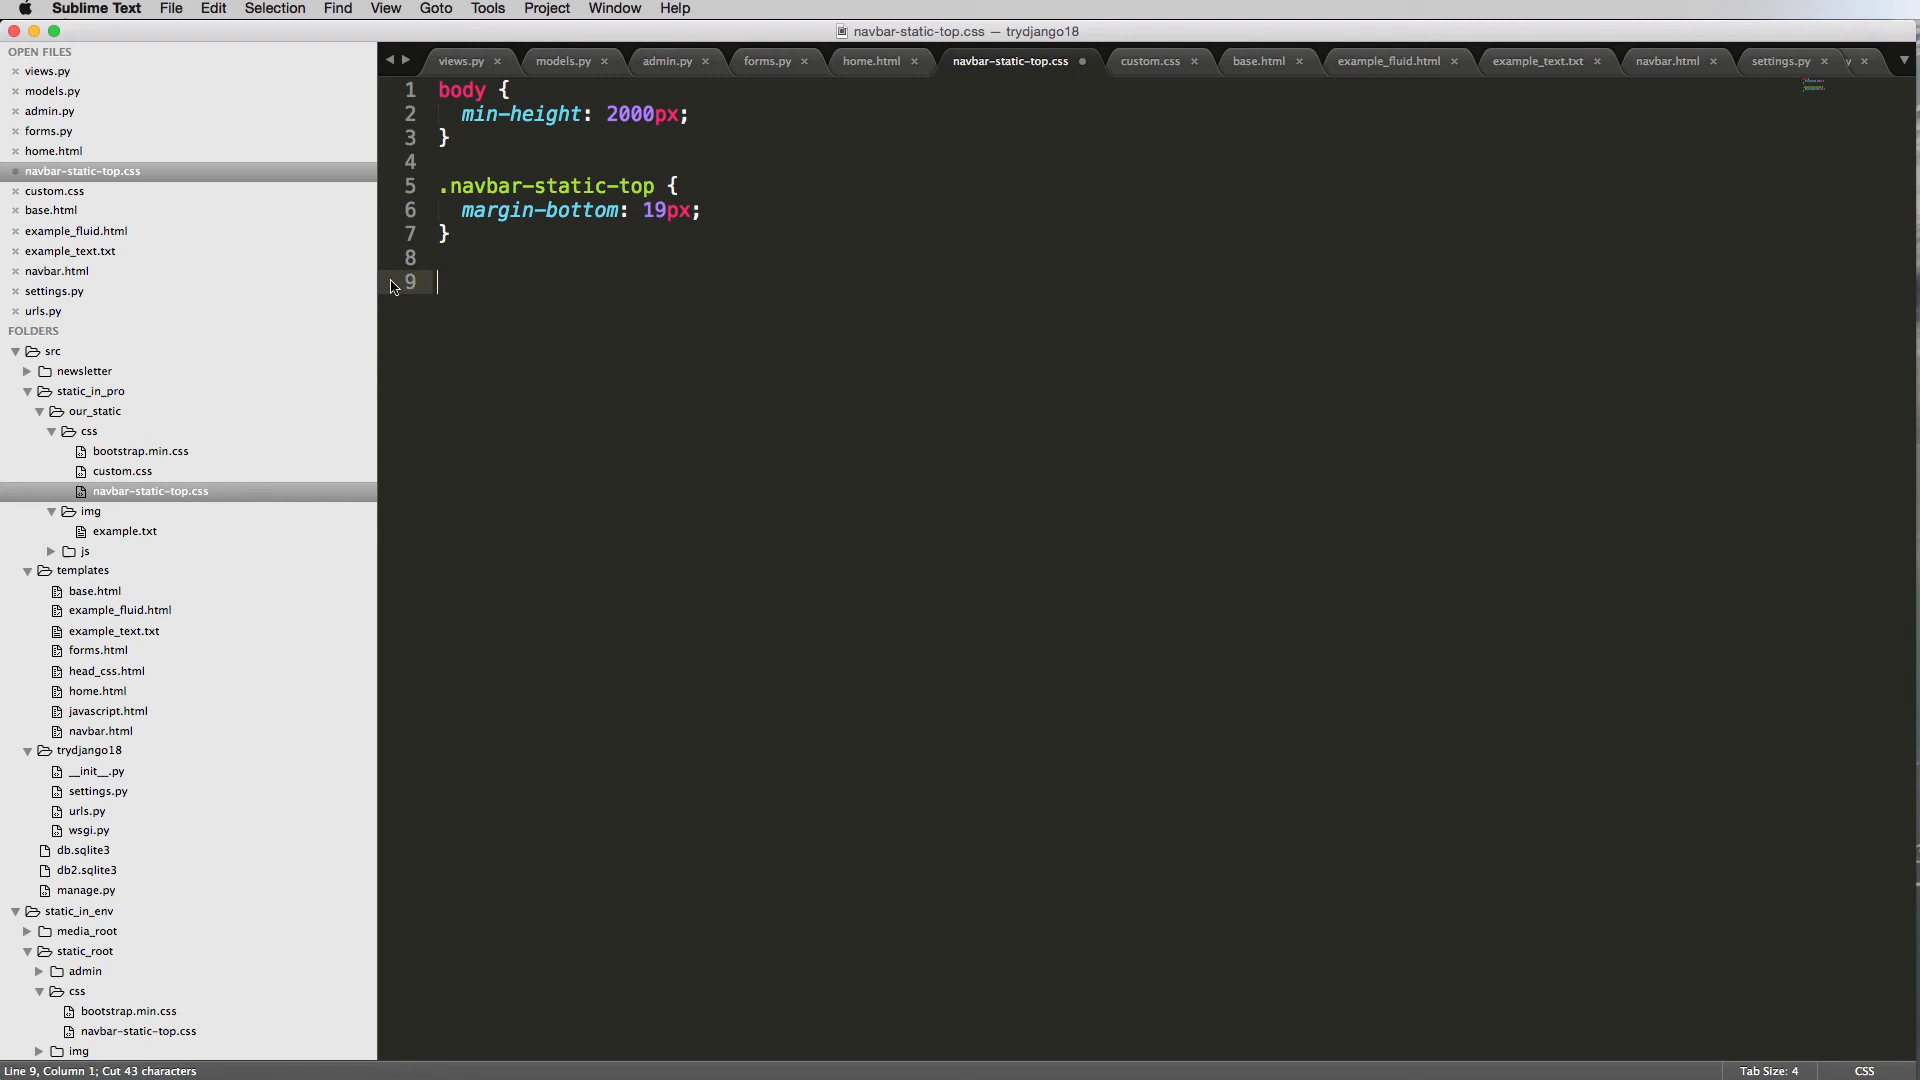 Sublime Text File Edit Selection Find View Goto Tools Project Window Help
navbar-static-top.css — trydjango18
OPEN FILES
views.py
models.py
admin.py
forms.py
home.html
navbar-static-top.css
custom.css
base.html
example_fluid.html
example_text.txt
navbar.html
settings.py
urls.py
FOLDERS
src
newsletter
static_in_pro
our_static
css
bootstrap.min.css
custom.css
navbar-static-top.css
img
example.txt
js
templates
base.html
example_fluid.html
example_text.txt
forms.html
head_css.html
home.html
javascript.html
navbar.html
trydjango18
__init__.py
settings.py
urls.py
wsgi.py
db.sqlite3
db2.sqlite3
manage.py
static_in_env
media_root
static_root
admin
css
bootstrap.min.css
navbar-static-top.css
img
views.py models.py admin.py forms.py home.html navbar-static-top.css custom.css base.html example_fluid.html example_text.txt navbar.html settings.py y
1 body {
2 min-height: 2000px;
3 }
4
5 .navbar-static-top {
6 margin-bottom: 19px;
7 }
8
9
Line 9, Column 1; Cut 43 characters Tab Size: 4 CSS